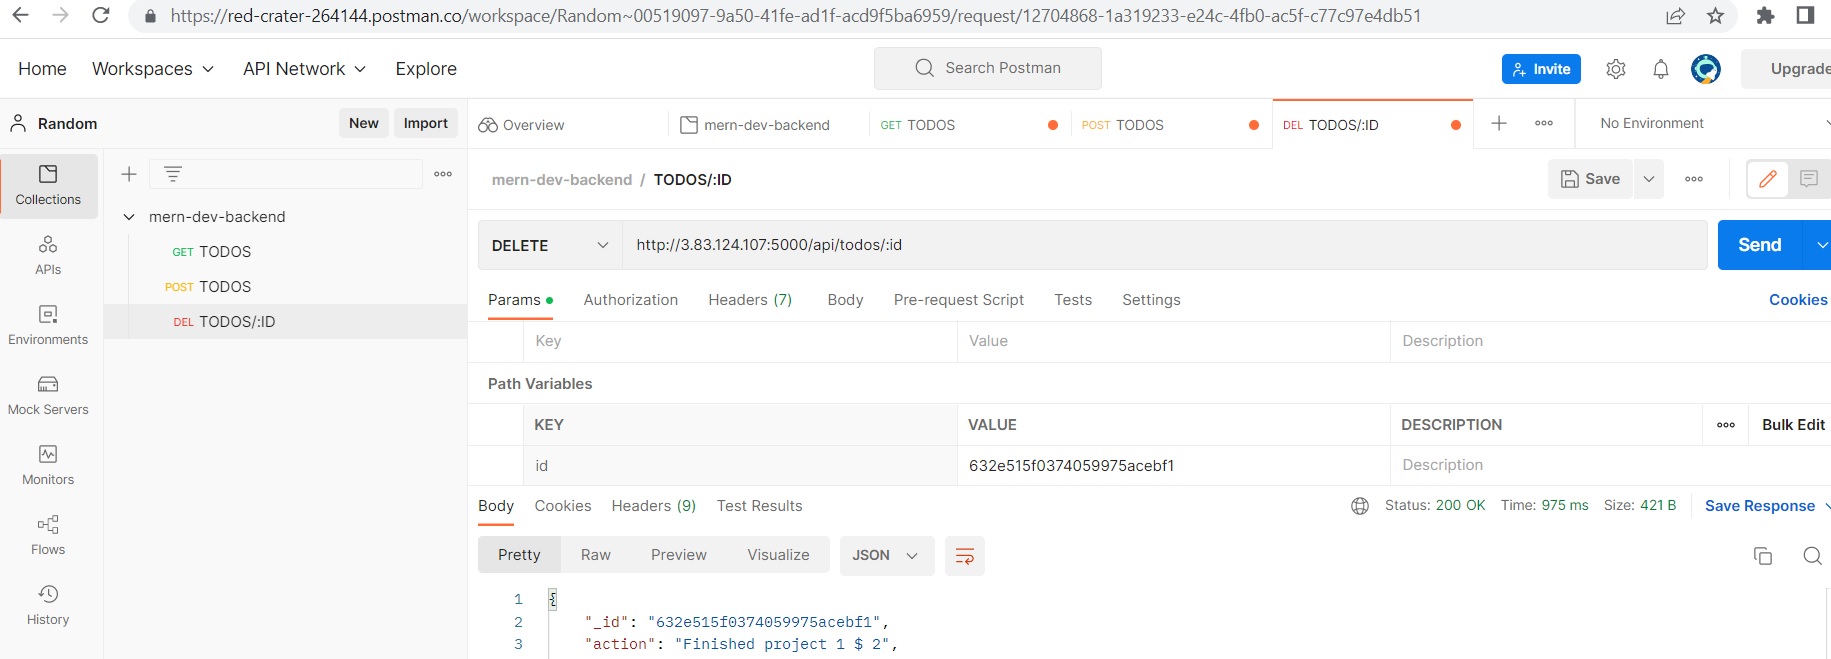 https://red-crater-264144.postman.co/workspace/Random~00519097-9a50-41fe-ad1f-acd9f5ba6959/request/12704868-1a319233-e24c-4fb0-ac5f-c77c97e4db51
Home Workspaces API Network Explore Search Postman Invite Upgrade
Random New Import Overview mern-dev-backend GET TODOS POST TODOS DEL TODOS/:ID No Environment
Collections
mern-dev-backend / TODOS/:ID Save
mern-dev-backend
GET TODOS
POST TODOS
DEL TODOS/:ID
APIs
Environments
Mock Servers
Monitors
Flows
History
DELETE http://3.83.124.107:5000/api/todos/:id Send
Params Authorization Headers (7) Body Pre-request Script Tests Settings Cookies
Key Value Description
Path Variables
KEY VALUE DESCRIPTION Bulk Edit
id 632e515f0374059975acebf1 Description
Body Cookies Headers (9) Test Results Status: 200 OK Time: 975 ms Size: 421 B Save Response
Pretty Raw Preview Visualize JSON
1 {
2 "_id": "632e515f0374059975acebf1",
3 "action": "Finished project 1 $ 2",